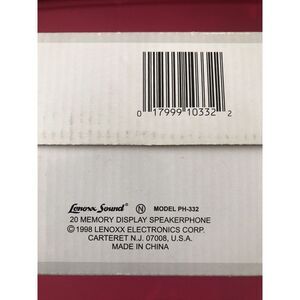 0 17999 10332 2
Lenoxx Sound® Ⓝ MODEL PH-332
20 MEMORY DISPLAY SPEAKERPHONE
©1998 LENOXX ELECTRONICS CORP.
CARTERET N.J. 07008, U.S.A.
MADE IN CHINA